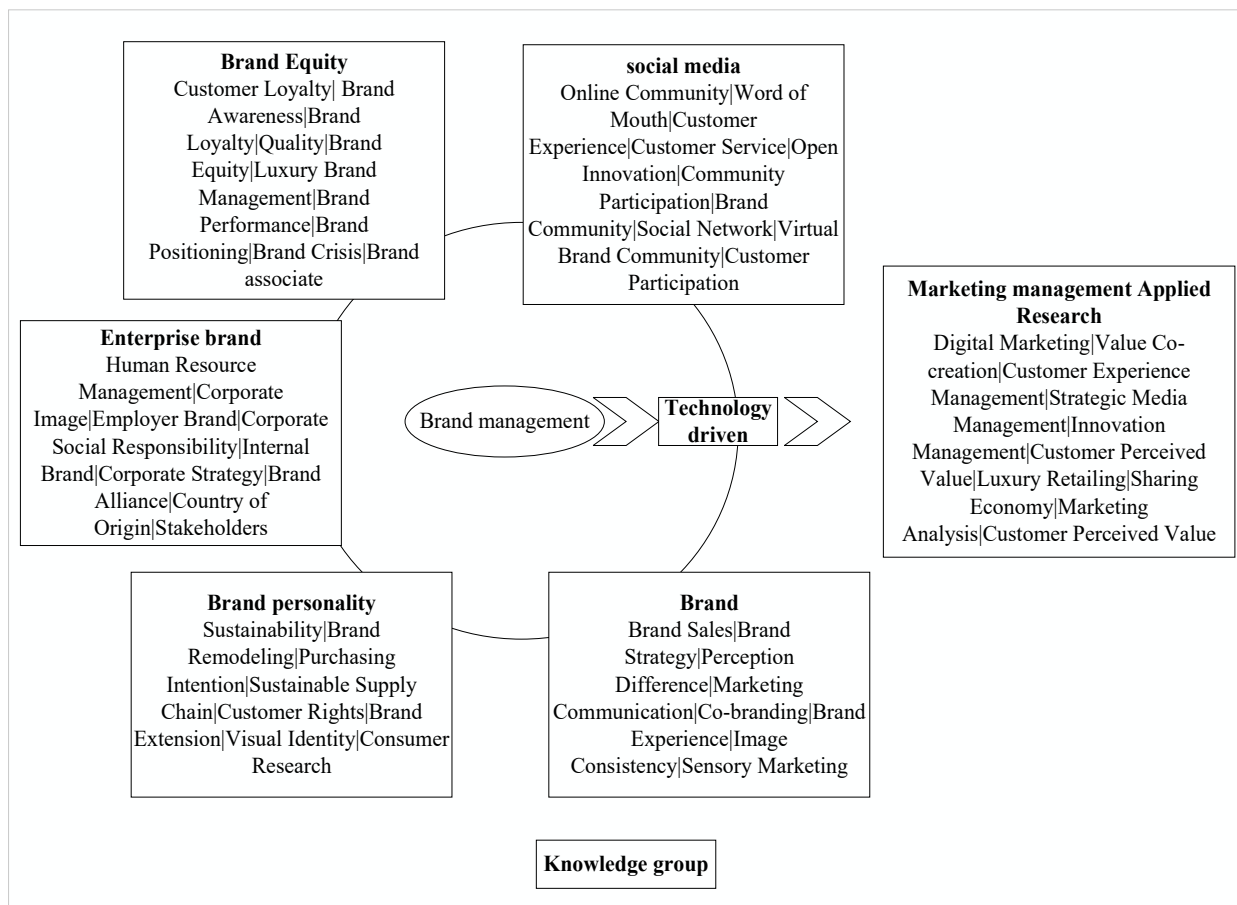 Brand Equity
Customer Loyalty| Brand
Awareness|Brand
Loyalty|Quality|Brand
Equity|Luxury Brand
Management|Brand
Performance|Brand
Positioning|Brand Crisis|Brand
associate
social media
Online Community|Word of
Mouth|Customer
Experience|Customer Service|Open
Innovation|Community
Participation|Brand
Community|Social Network|Virtual
Brand Community|Customer
Participation
Enterprise brand
Human Resource
Management|Corporate
Image|Employer Brand|Corporate
Social Responsibility|Internal
Brand|Corporate Strategy|Brand
Alliance|Country of
Origin|Stakeholders
Brand management
Technology
driven
Marketing management Applied
Research
Digital Marketing|Value Co-
creation|Customer Experience
Management|Strategic Media
Management|Innovation
Management|Customer Perceived
Value|Luxury Retailing|Sharing
Economy|Marketing
Analysis|Customer Perceived Value
Brand personality
Sustainability|Brand
Remodeling|Purchasing
Intention|Sustainable Supply
Chain|Customer Rights|Brand
Extension|Visual Identity|Consumer
Research
Brand
Brand Sales|Brand
Strategy|Perception
Difference|Marketing
Communication|Co-branding|Brand
Experience|Image
Consistency|Sensory Marketing
Knowledge group